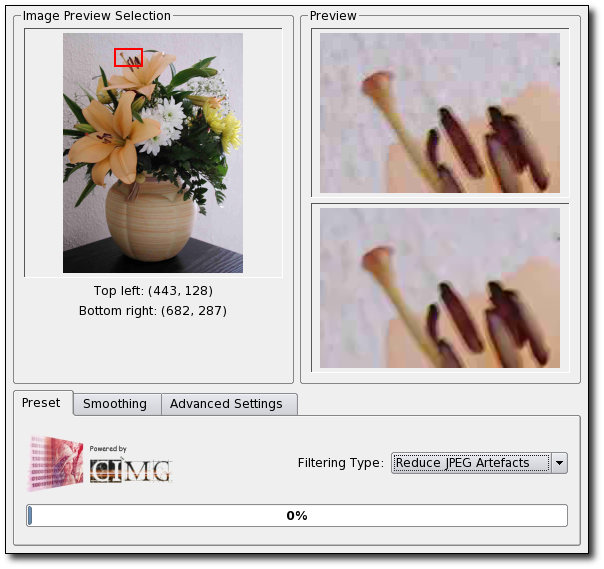 Image Preview Selection
Preview
Top left: (443, 128)
Bottom right: (682, 287)
Preset
Smoothing
Advanced Settings
Powered by
CIMG
Filtering Type:
Reduce JPEG Artefacts
0%